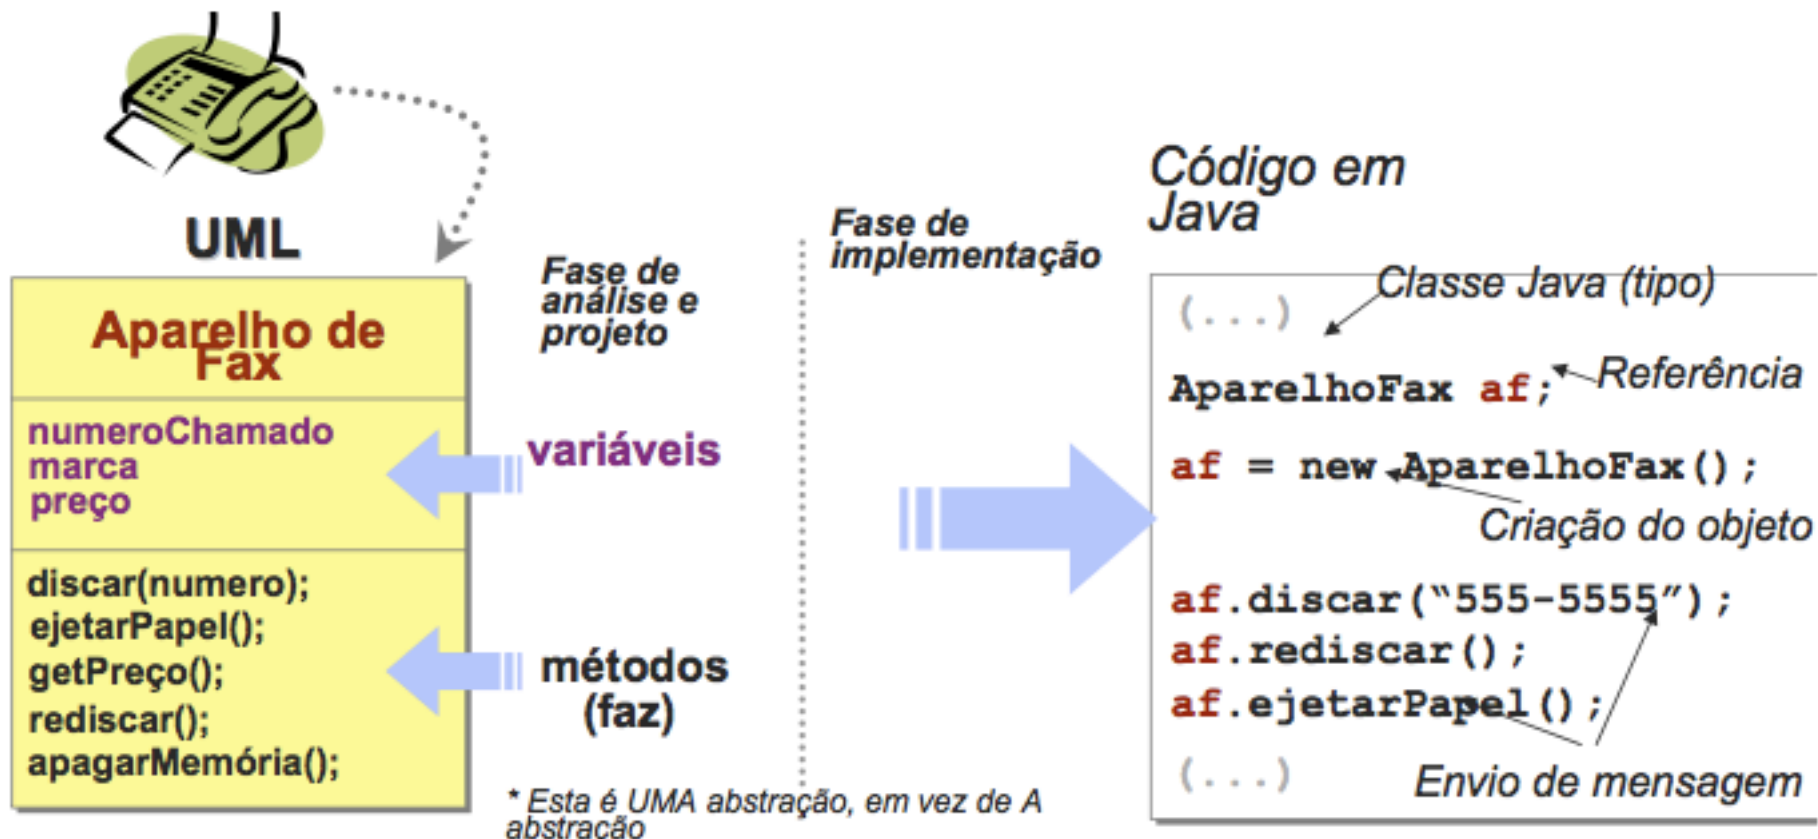 UML
Aparelho de
Fax
numeroChamado
marca
preço
discar(numero);
ejetarPapel();
getPreço();
rediscar();
apagarMemória();
Fase de
análise e
projeto
variáveis
métodos
(faz)
* Esta é UMA abstração, em vez de A
abstração
Fase de
implementação
Código em
Java
Classe Java (tipo)
(...)
Referência
AparelhoFax af;
af = new AparelhoFax();
Criação do objeto
af.discar(“555-5555”);
af.rediscar();
af.ejetarPapel();
(...)
Envio de mensagem